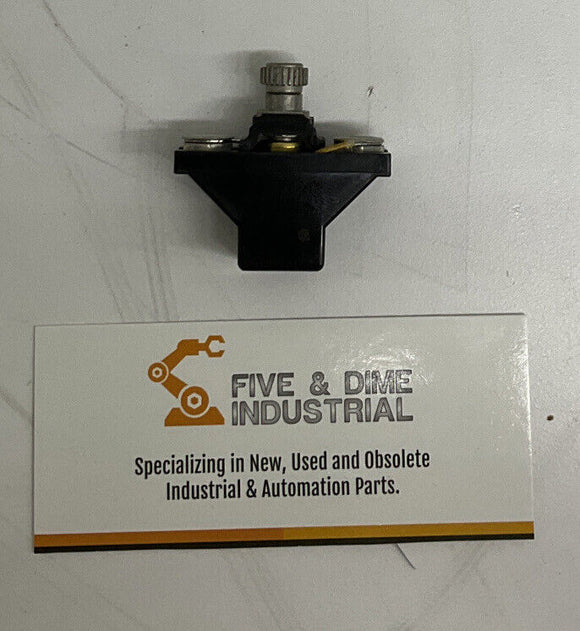 FIVE & DIME
INDUSTRIAL
Specializing in New, Used and Obsolete
Industrial & Automation Parts.